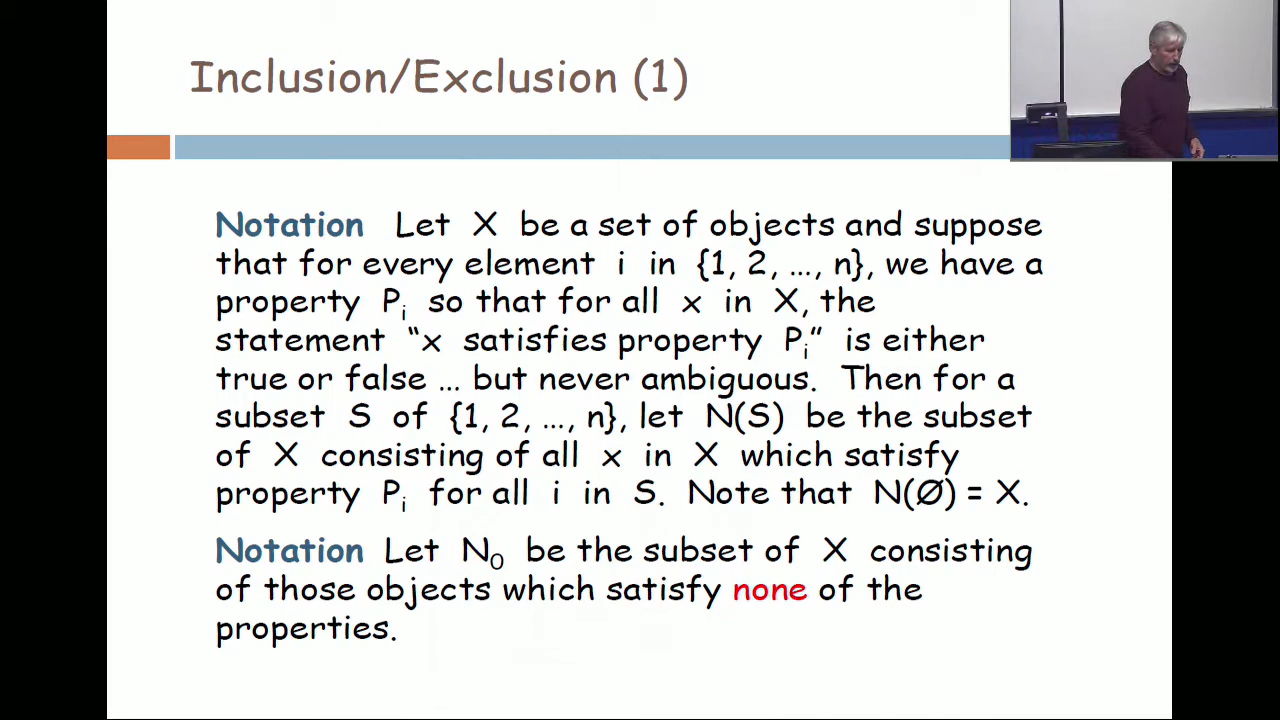 Inclusion/Exclusion (1)
Notation Let X be a set of objects and suppose
that for every element i in {1, 2, …, n}, we have a
property Pᵢ so that for all x in X, the
statement “x satisfies property Pᵢ” is either
true or false … but never ambiguous. Then for a
subset S of {1, 2, …, n}, let N(S) be the subset
of X consisting of all x in X which satisfy
property Pᵢ for all i in S. Note that N(Ø) = X.
Notation Let N₀ be the subset of X consisting
of those objects which satisfy none of the
properties.